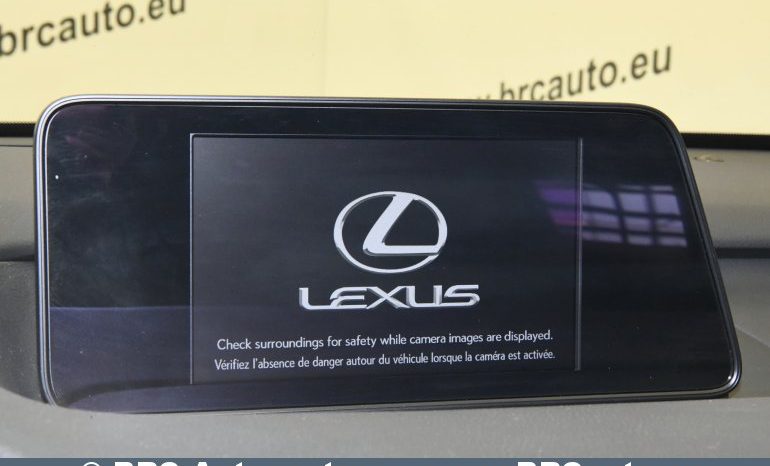 brcauto.eu
brcauto.eu
LEXUS
Check surroundings for safety while camera images are displayed.
Vérifiez l'absence de danger autour du véhicule lorsque la caméra est activée.